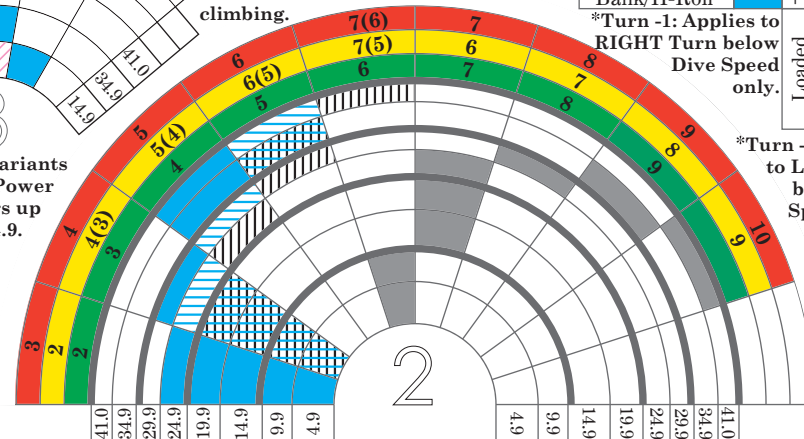 climbing.
Bank/H-Roll
*Turn -1: Applies to
RIGHT Turn below
Dive Speed
only.
Loaded
*Turn -
to L
b
Sp
41.0
34.9
14.9
ariants
Power
s up
.9.
3 4 5 6 7(6) 7 8 9 10
2 4(3) 5(4) 6(5) 7(5) 6 7 8 9
2 3 4 5 6 7 8 9
2
41.0 34.9 29.9 24.9 19.9 14.9 9.9 4.9
4.9 9.9 14.9 19.9 24.9 29.9 34.9 41.0